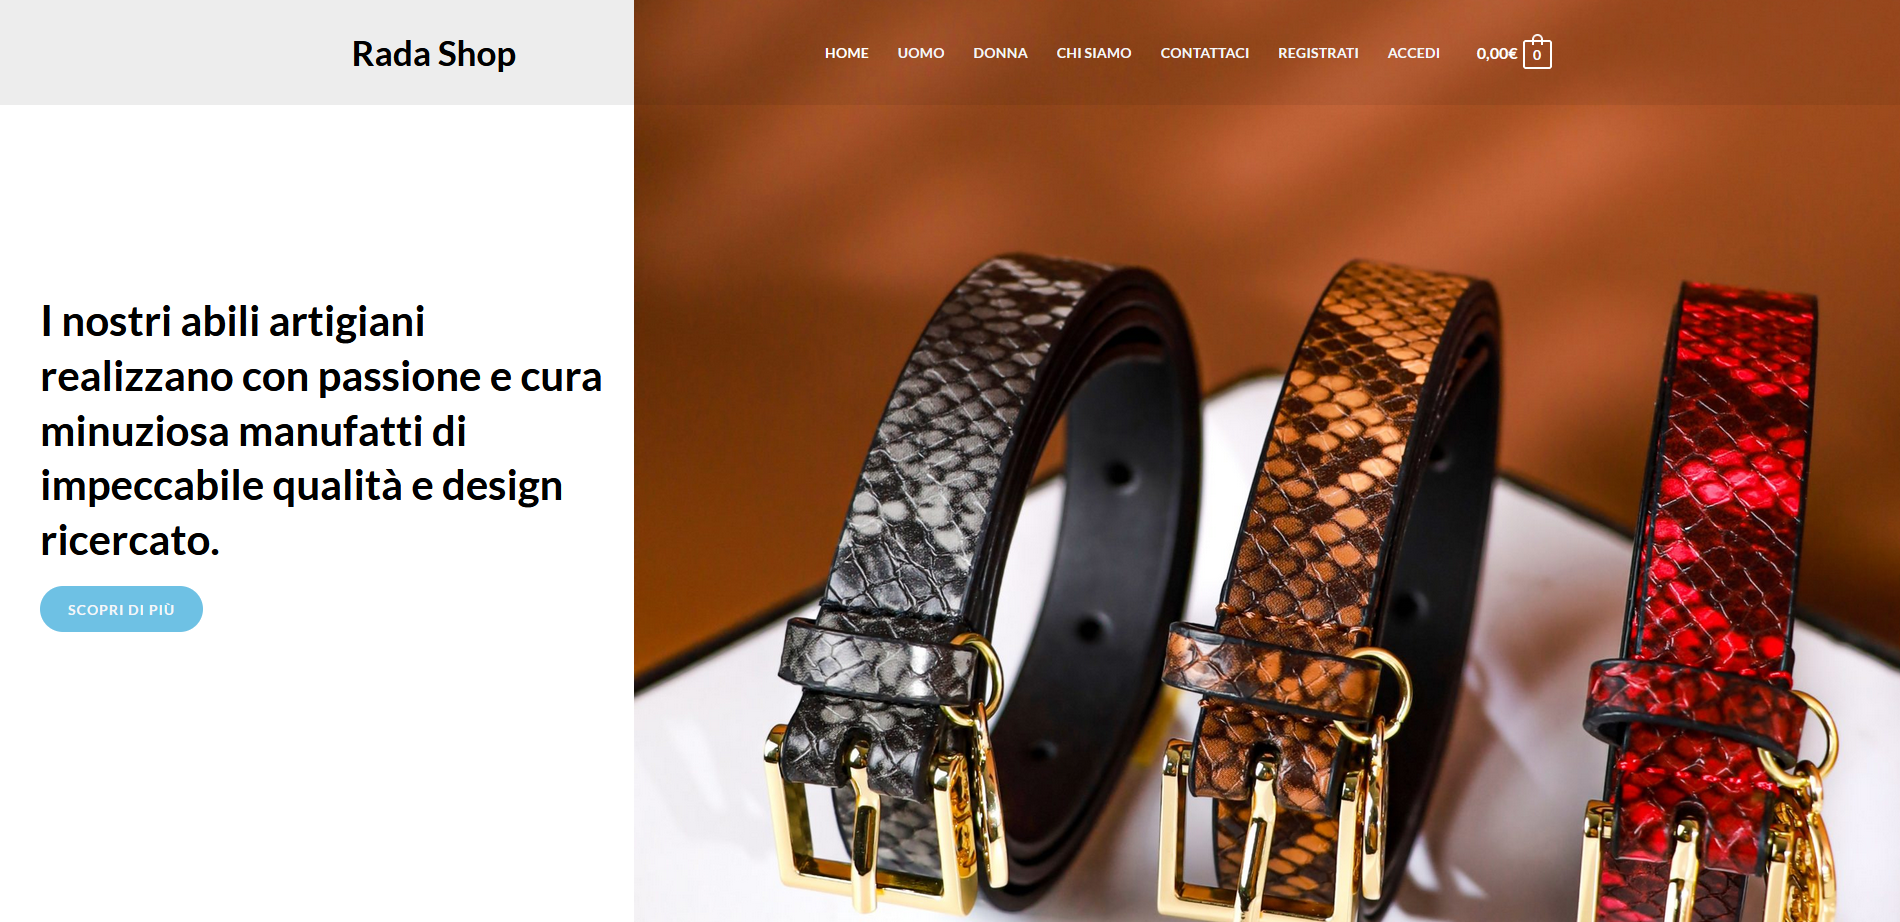 Rada Shop
HOME UOMO DONNA CHI SIAMO CONTATTACI REGISTRATI ACCEDI 0,00€ 0
I nostri abili artigiani
realizzano con passione e cura
minuziosa manufatti di
impeccabile qualità e design
ricercato.
SCOPRI DI PIÙ